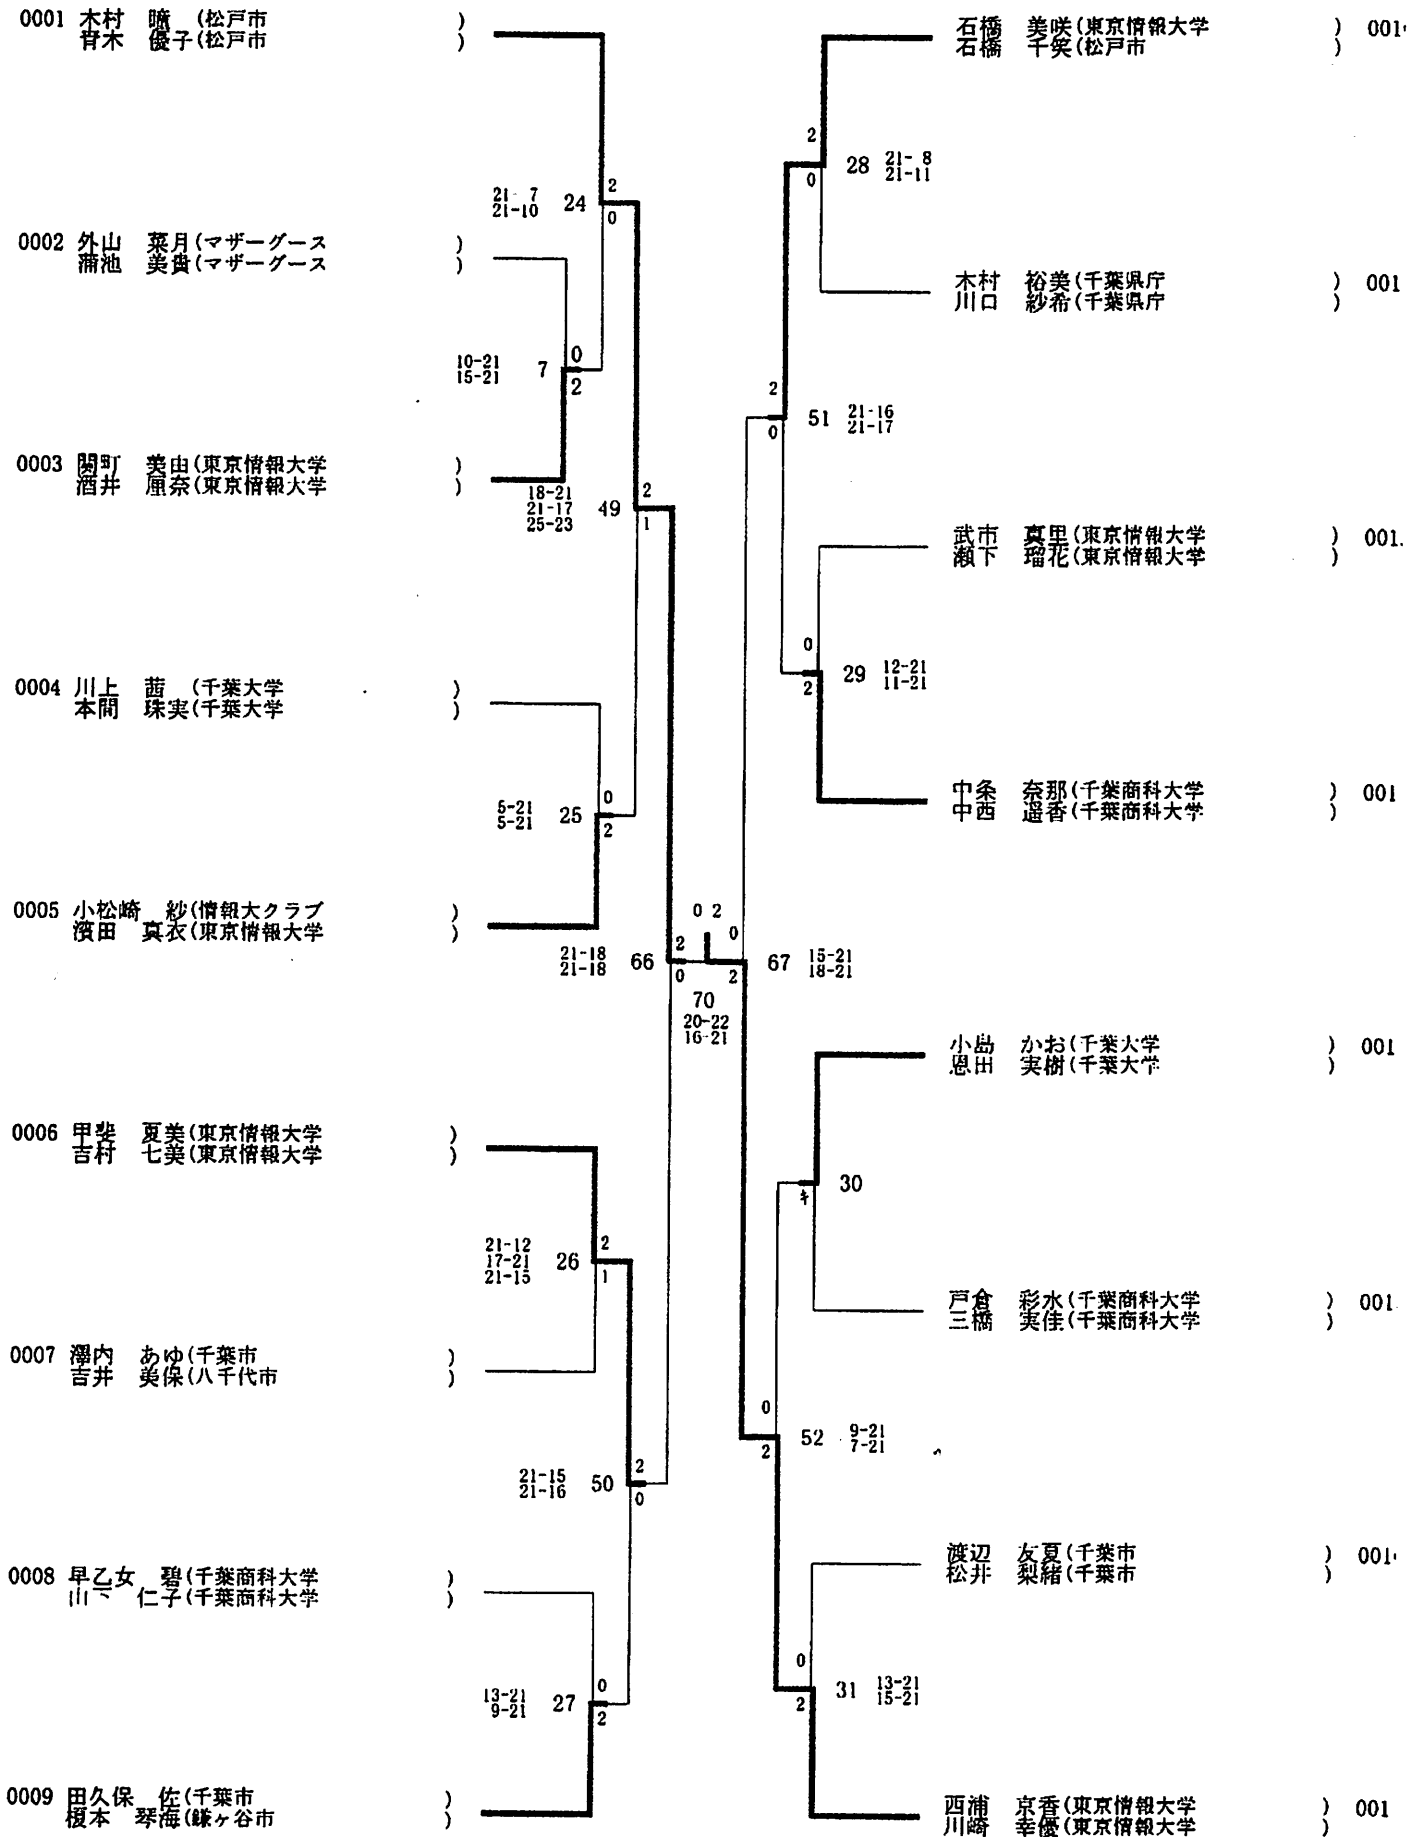 0001 木村 瞳 (松戸市 )
青木 優子(松戸市 )
21- 7
21-10 24 2
0
0002 外山 菜月(マザーグース )
蒲池 美貴(マザーグース )
10-21
15-21 7 0
2
0003 関町 美由(東京情報大学 )
酒井 厘奈(東京情報大学 )
18-21
21-17
25-23 49 2
1
0004 川上 茜 (千葉大学 )
本間 珠実(千葉大学 )
5-21
5-21 25 0
2
0005 小松崎 紗(情報大クラブ )
濱田 真衣(東京情報大学 )
21-18
21-18 66 2
0
0006 甲斐 夏美(東京情報大学 )
吉村 七美(東京情報大学 )
21-12
17-21
21-15 26 2
1
0007 澤内 あゆ(千葉市 )
吉井 美保(八千代市 )
21-15
21-16 50 2
0
0008 早乙女 碧(千葉商科大学 )
山下 仁子(千葉商科大学 )
13-21
9-21 27 0
2
0009 田久保 佐(千葉市 )
榎本 琴海(鎌ヶ谷市 )
0 2
70
20-22
16-21
石橋 美咲(東京情報大学 ) 001
石橋 千笑(松戸市 )
2
0 28 21- 8
21-11
木村 裕美(千葉県庁 ) 001
川口 紗希(千葉県庁 )
2
0 51 21-16
21-17
武市 真里(東京情報大学 ) 001
瀬下 瑠花(東京情報大学 )
0
2 29 12-21
11-21
中条 奈那(千葉商科大学 ) 001
中西 遥香(千葉商科大学 )
0
2 67 15-21
18-21
小島 かお(千葉大学 ) 001
恩田 実樹(千葉大学 )
キ 30
戸倉 彩水(千葉商科大学 ) 001
三橋 実佳(千葉商科大学 )
0
2 52 9-21
7-21
渡辺 友夏(千葉市 ) 001
松井 梨緒(千葉市 )
0
2 31 13-21
15-21
西浦 京香(東京情報大学 ) 001
川崎 幸優(東京情報大学 )